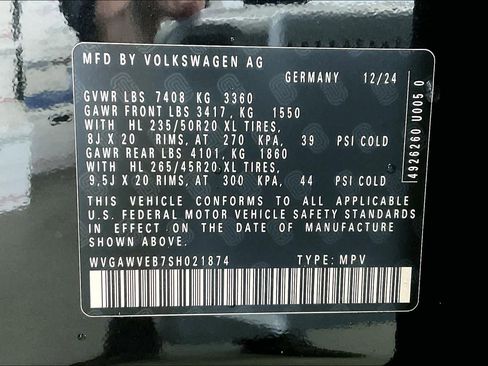 MFD BY VOLKSWAGEN AG
GERMANY 12/24
GVWR LBS 7408 KG 3360
GAWR FRONT LBS 3417, KG 1550
WITH HL 235/50R20 XL TIRES,
8J X 20 RIMS, AT 270 KPA, 39 PSI COLD
GAWR REAR LBS 4101, KG 1860
WITH HL 265/45R20 XL TIRES,
9,5J X 20 RIMS, AT 300 KPA, 44 PSI COLD
THIS VEHICLE CONFORMS TO ALL APPLICABLE
U.S. FEDERAL MOTOR VEHICLE SAFETY STANDARDS
IN EFFECT ON THE DATE OF MANUFACTURE
SHOWN ABOVE.
WVGAWVEB7SH021874 TYPE: MPV
4926260 U005 0